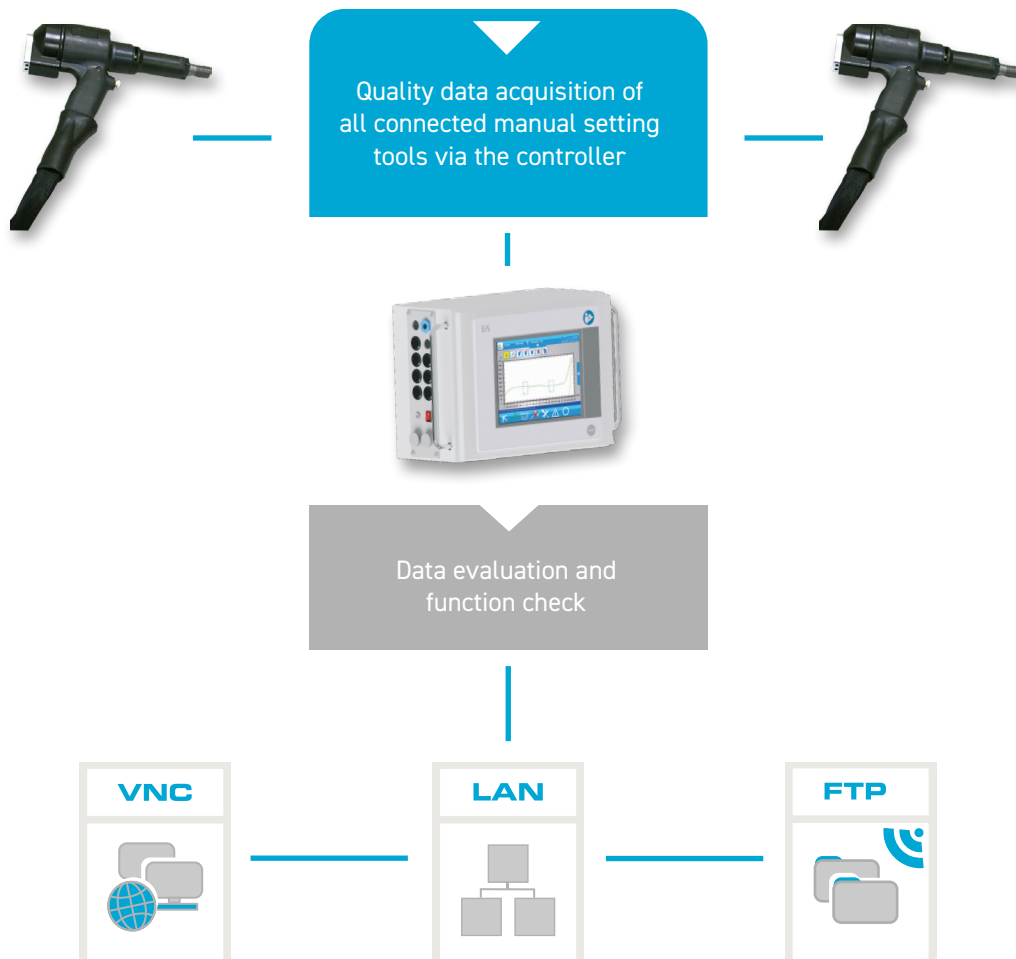 Quality data acquisition of
all connected manual setting
tools via the controller
Data evaluation and
function check
VNC
LAN
FTP